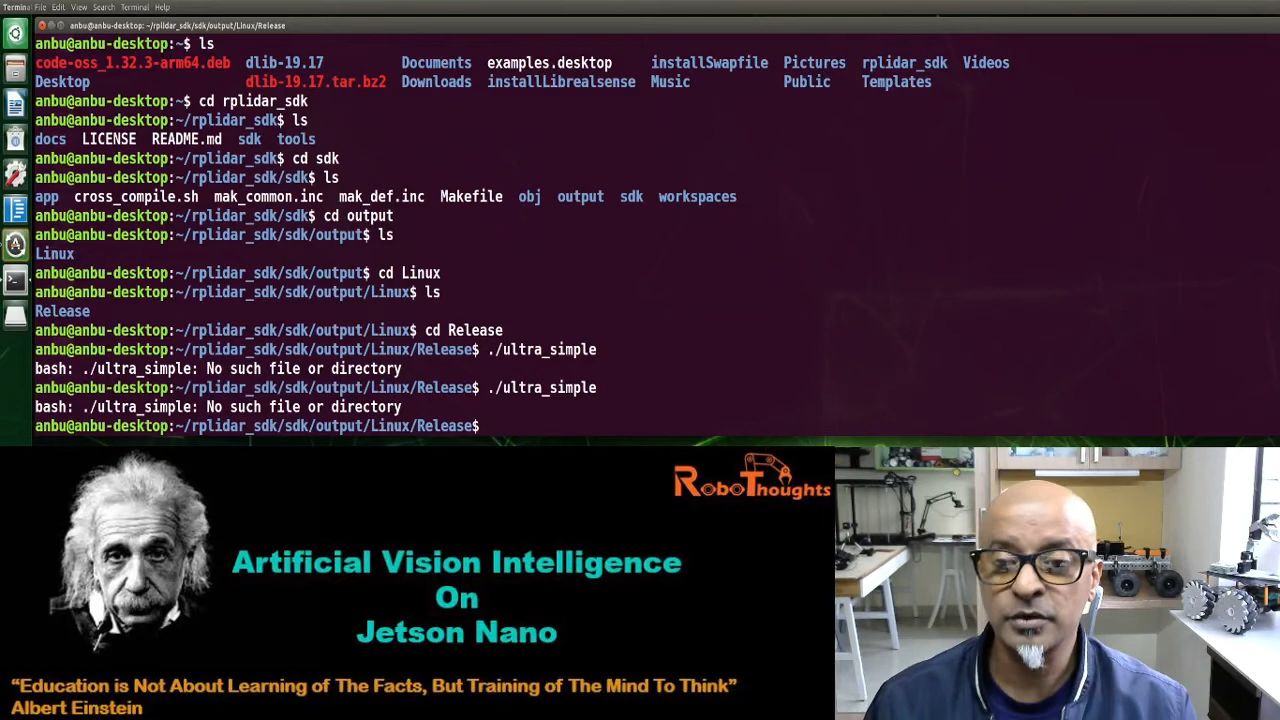 Terminal File Edit View Search Terminal Help
anbu@anbu-desktop: ~/rplidar_sdk/sdk/output/Linux/Release
anbu@anbu-desktop:~$ ls
code-oss_1.32.3-arm64.deb dlib-19.17 Documents examples.desktop installSwapfile Pictures rplidar_sdk Videos
Desktop dlib-19.17.tar.bz2 Downloads installLibrealsense Music Public Templates
anbu@anbu-desktop:~$ cd rplidar_sdk
anbu@anbu-desktop:~/rplidar_sdk$ ls
docs LICENSE README.md sdk tools
anbu@anbu-desktop:~/rplidar_sdk$ cd sdk
anbu@anbu-desktop:~/rplidar_sdk/sdk$ ls
app cross_compile.sh mak_common.inc mak_def.inc Makefile obj output sdk workspaces
anbu@anbu-desktop:~/rplidar_sdk/sdk$ cd output
anbu@anbu-desktop:~/rplidar_sdk/sdk/output$ ls
Linux
anbu@anbu-desktop:~/rplidar_sdk/sdk/output$ cd Linux
anbu@anbu-desktop:~/rplidar_sdk/sdk/output/Linux$ ls
Release
anbu@anbu-desktop:~/rplidar_sdk/sdk/output/Linux$ cd Release
anbu@anbu-desktop:~/rplidar_sdk/sdk/output/Linux/Release$ ./ultra_simple
bash: ./ultra_simple: No such file or directory
anbu@anbu-desktop:~/rplidar_sdk/sdk/output/Linux/Release$ ./ultra_simple
bash: ./ultra_simple: No such file or directory
anbu@anbu-desktop:~/rplidar_sdk/sdk/output/Linux/Release$
RoboThoughts
Artificial Vision Intelligence
On
Jetson Nano
“Education is Not About Learning of The Facts, But Training of The Mind To Think”
Albert Einstein